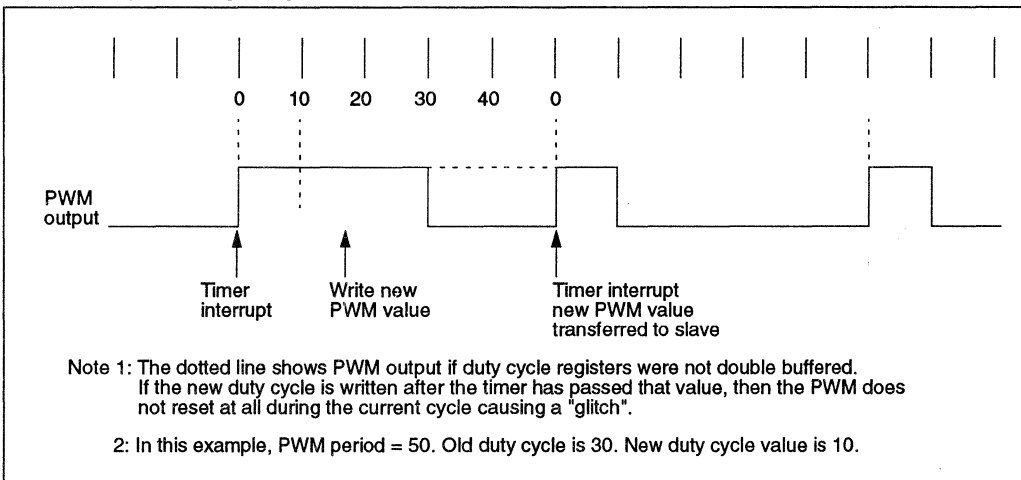 0 10 20 30 40 0
PWM
output
Timer
interrupt
Write new
PWM value
Timer interrupt
new PWM value
transferred to slave
Note 1: The dotted line shows PWM output if duty cycle registers were not double buffered.
If the new duty cycle is written after the timer has passed that value, then the PWM does
not reset at all during the current cycle causing a "glitch".
2: In this example, PWM period = 50. Old duty cycle is 30. New duty cycle value is 10.